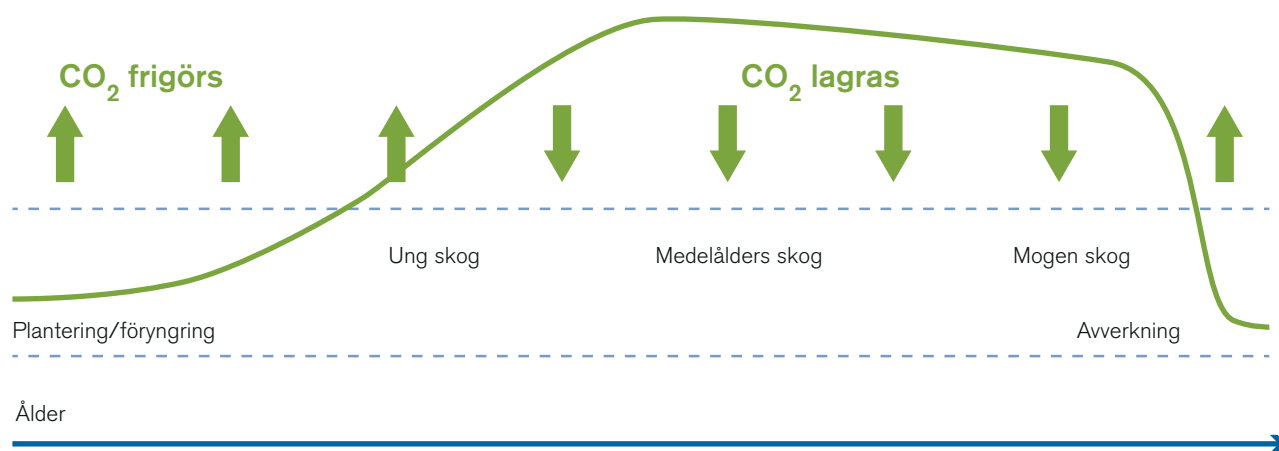 CO₂ frigörs
CO₂ lagras
Ung skog
Medelålders skog
Mogen skog
Plantering/föryngring
Avverkning
Ålder